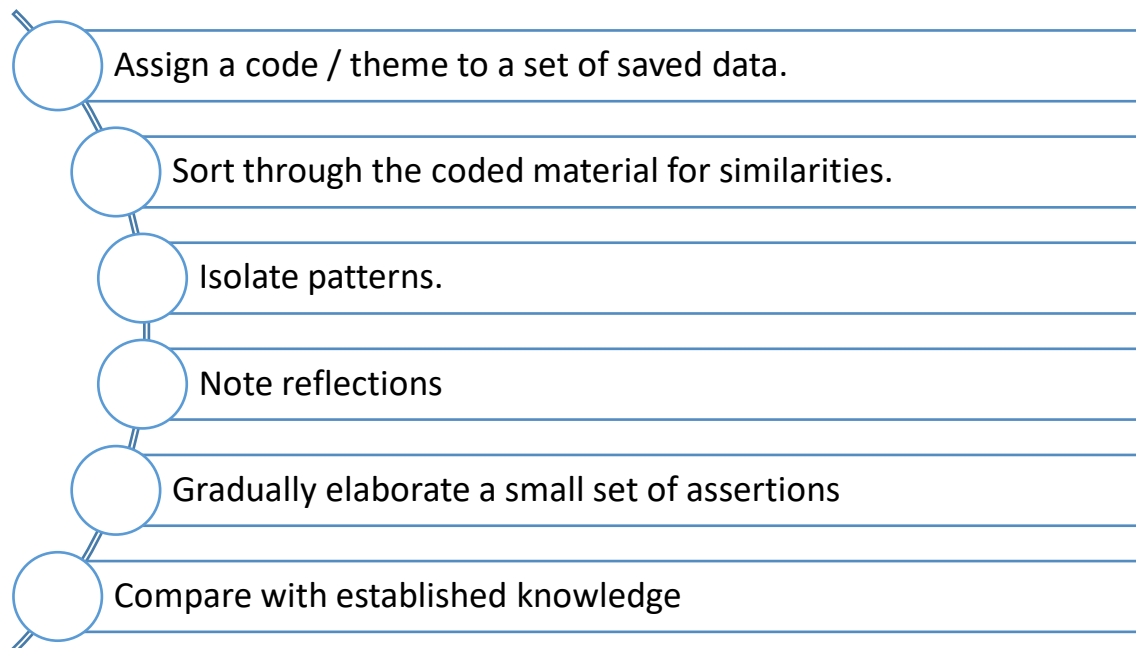 Assign a code / theme to a set of saved data.
Sort through the coded material for similarities.
Isolate patterns.
Note reflections
Gradually elaborate a small set of assertions
Compare with established knowledge